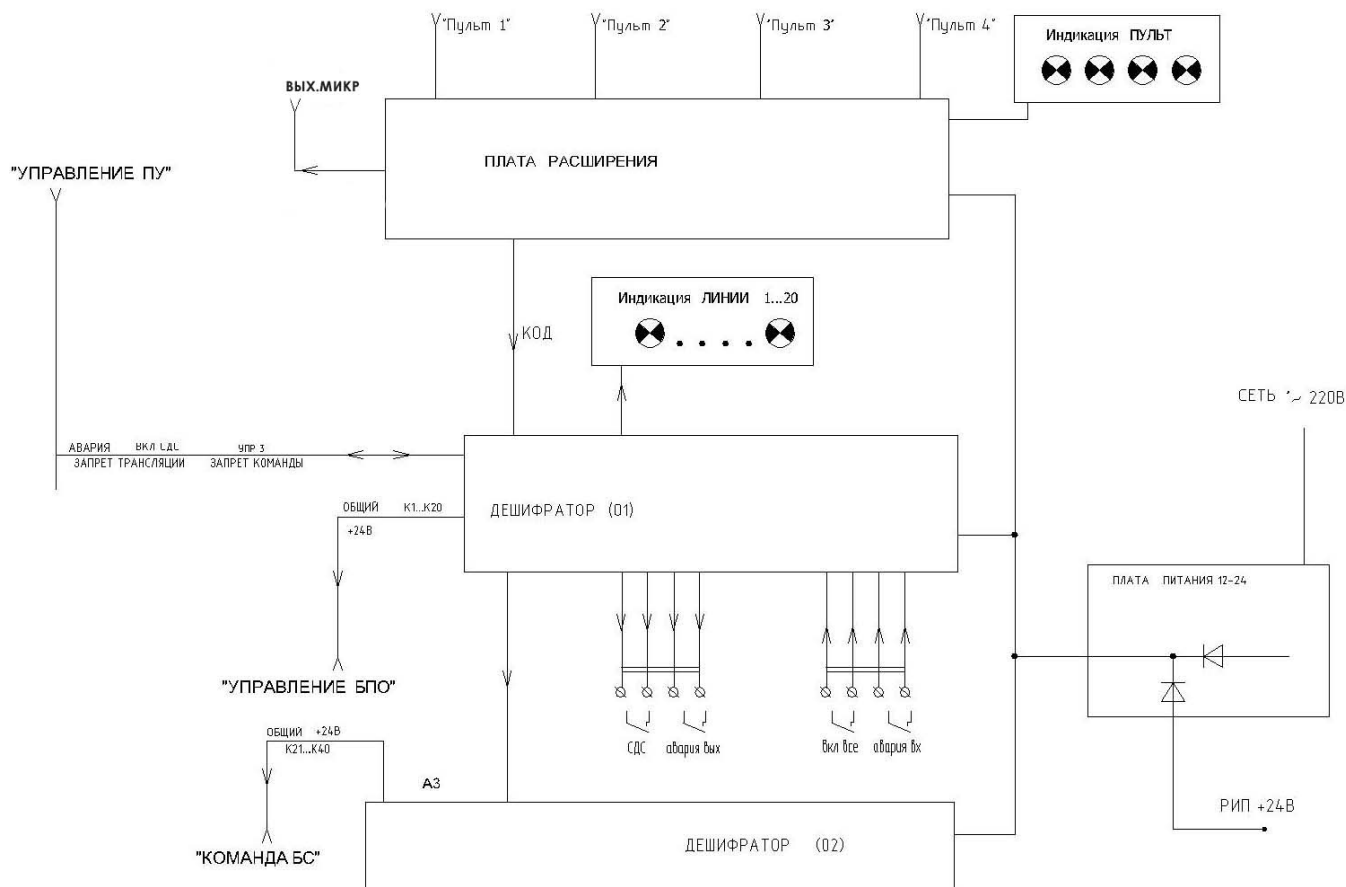 "Пульт 1"
"Пульт 2"
"Пульт 3"
"Пульт 4"
Индикация ПУЛЬТ
ВЫХ.МИКР
ПЛАТА РАСШИРЕНИЯ
"УПРАВЛЕНИЕ ПУ"
Индикация ЛИНИИ 1...20
КОД
СЕТЬ ~ 220В
АВАРИЯ ВКЛ СДС УПР 3
ЗАПРЕТ ТРАНСЛЯЦИИ ЗАПРЕТ КОМАНДЫ
ОБЩИЙ К1...К20
+24В
ДЕШИФРАТОР (01)
ПЛАТА ПИТАНИЯ 12-24
"УПРАВЛЕНИЕ БПО"
СДС авария вых вкл все авария вх
ОБЩИЙ +24В
К21...К40
А3
РИП +24В
ДЕШИФРАТОР (02)
"КОМАНДА БС"